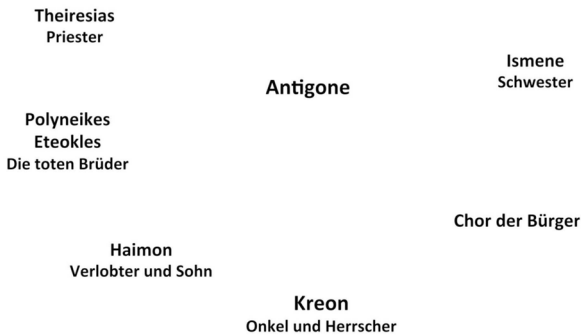 Theiresias
Priester
Ismene
Schwester
Antigone
Polyneikes
Eteokles
Die toten Brüder
Chor der Bürger
Haimon
Verlobter und Sohn
Kreon
Onkel und Herrscher